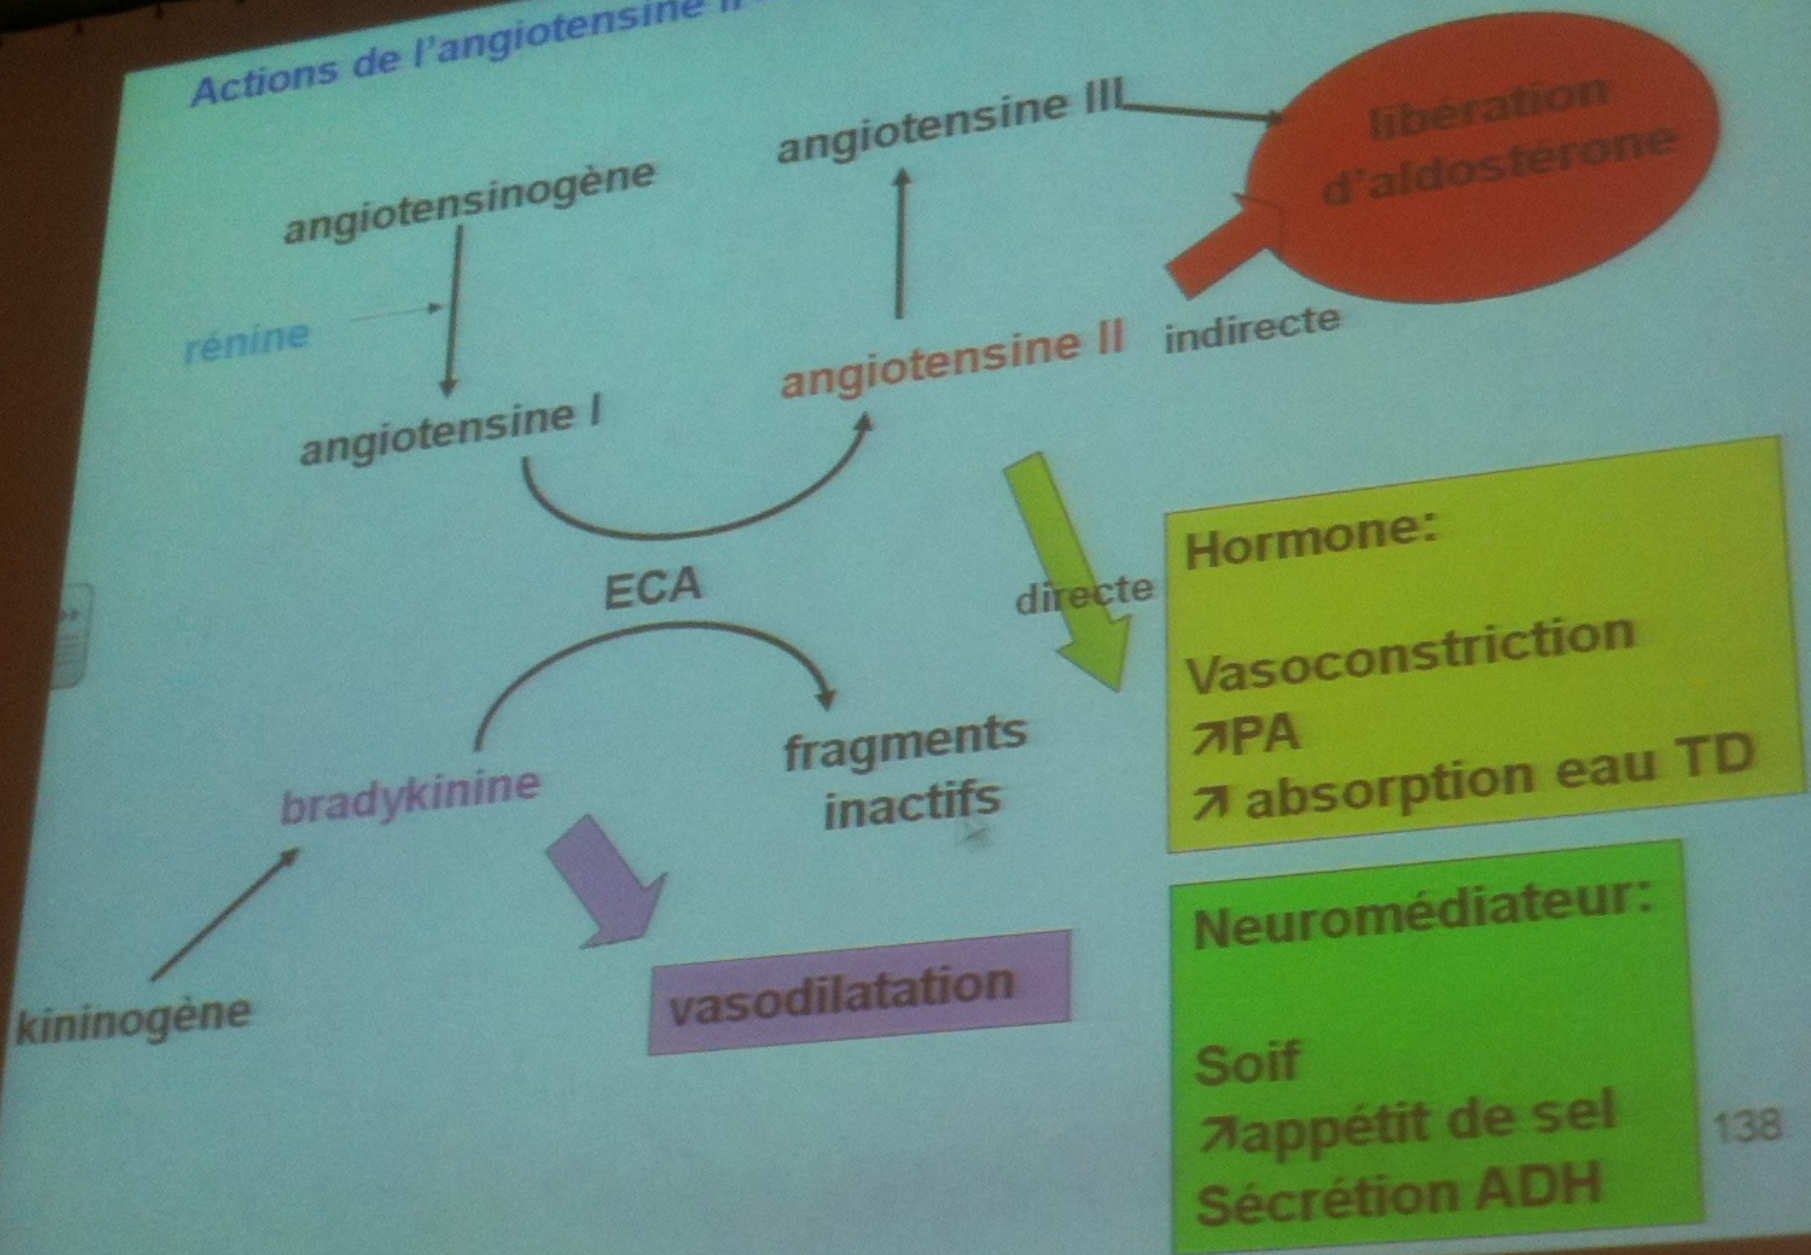 Actions de l'angiotensine II
angiotensinogène
angiotensine III
libération
d'aldostérone
rénine
angiotensine I
angiotensine II
indirecte
ECA
directe
Hormone:
Vasoconstriction
↗PA
↗ absorption eau TD
bradykinine
fragments
inactifs
kininogène
vasodilatation
Neuromédiateur:
Soif
↗appétit de sel
Sécrétion ADH
138